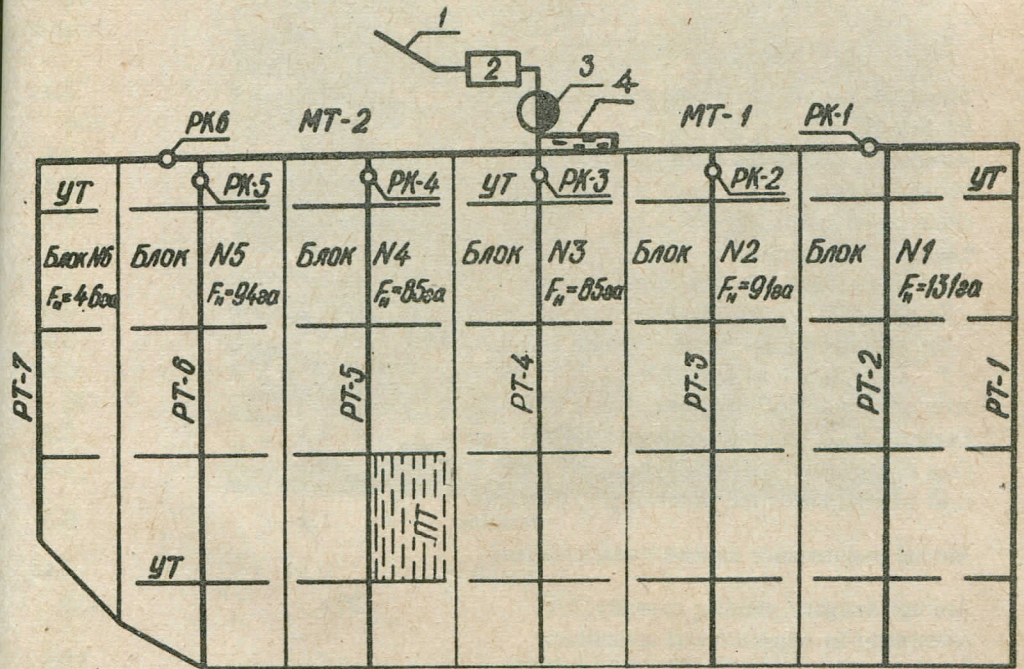 1
2
3
4
РК6
МТ-2
МТ-1
РК-1
УТ
РК-5
РК-4
УТ
РК-3
РК-2
УТ
Блок N6
Блок N5
Блок N4
Блок N3
Блок N2
Блок N1
Fн=46га
Fн=94га
Fн=85га
Fн=85га
Fн=91га
Fн=131га
РТ-7
РТ-6
РТ-5
РТ-4
РТ-3
РТ-2
РТ-1
ПТ
УТ